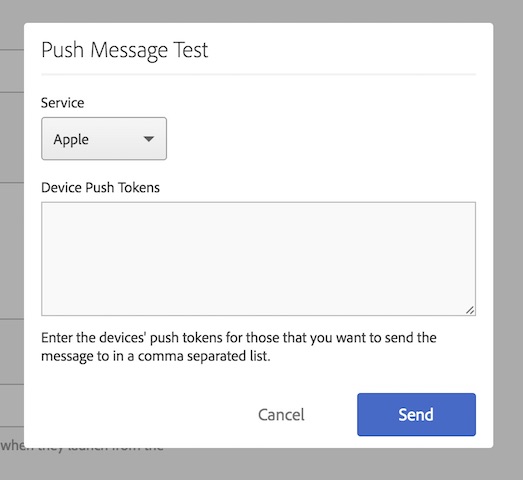 Push Message Test
Service
Apple
Device Push Tokens
Enter the devices' push tokens for those that you want to send the
message to in a comma separated list.
Cancel
Send
when they launch from the